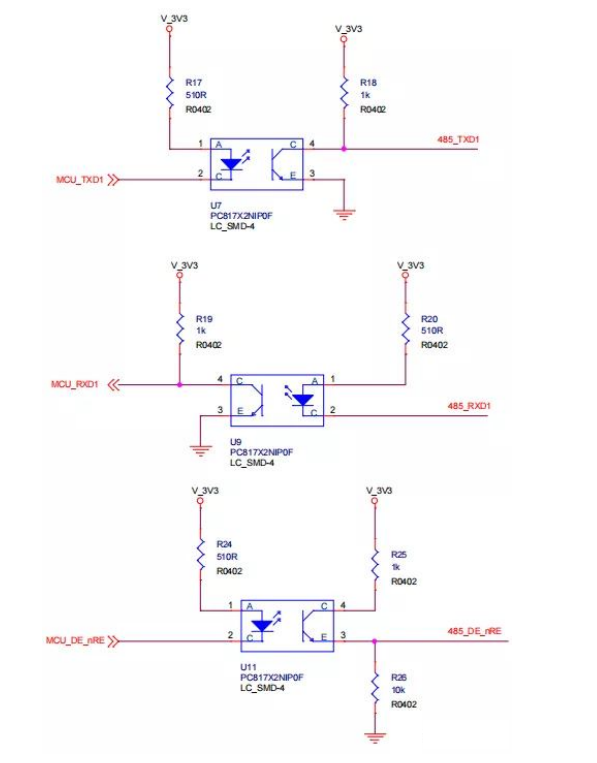 V_3V3
V_3V3
R17
510R
R0402
R18
1k
R0402
1
A
C
4
485_TXD1
MCU_TXD1
2
C
E
3
U7
PC817X2NIP0F
LC_SMD-4
V_3V3
V_3V3
R19
1k
R0402
R20
510R
R0402
MCU_RXD1
4
C
A
1
3
E
C
2
485_RXD1
U9
PC817X2NIP0F
LC_SMD-4
V_3V3
V_3V3
R24
510R
R0402
R25
1k
R0402
1
A
C
4
MCU_DE_nRE
2
C
E
3
485_DE_nRE
U11
PC817X2NIP0F
LC_SMD-4
R26
10k
R0402